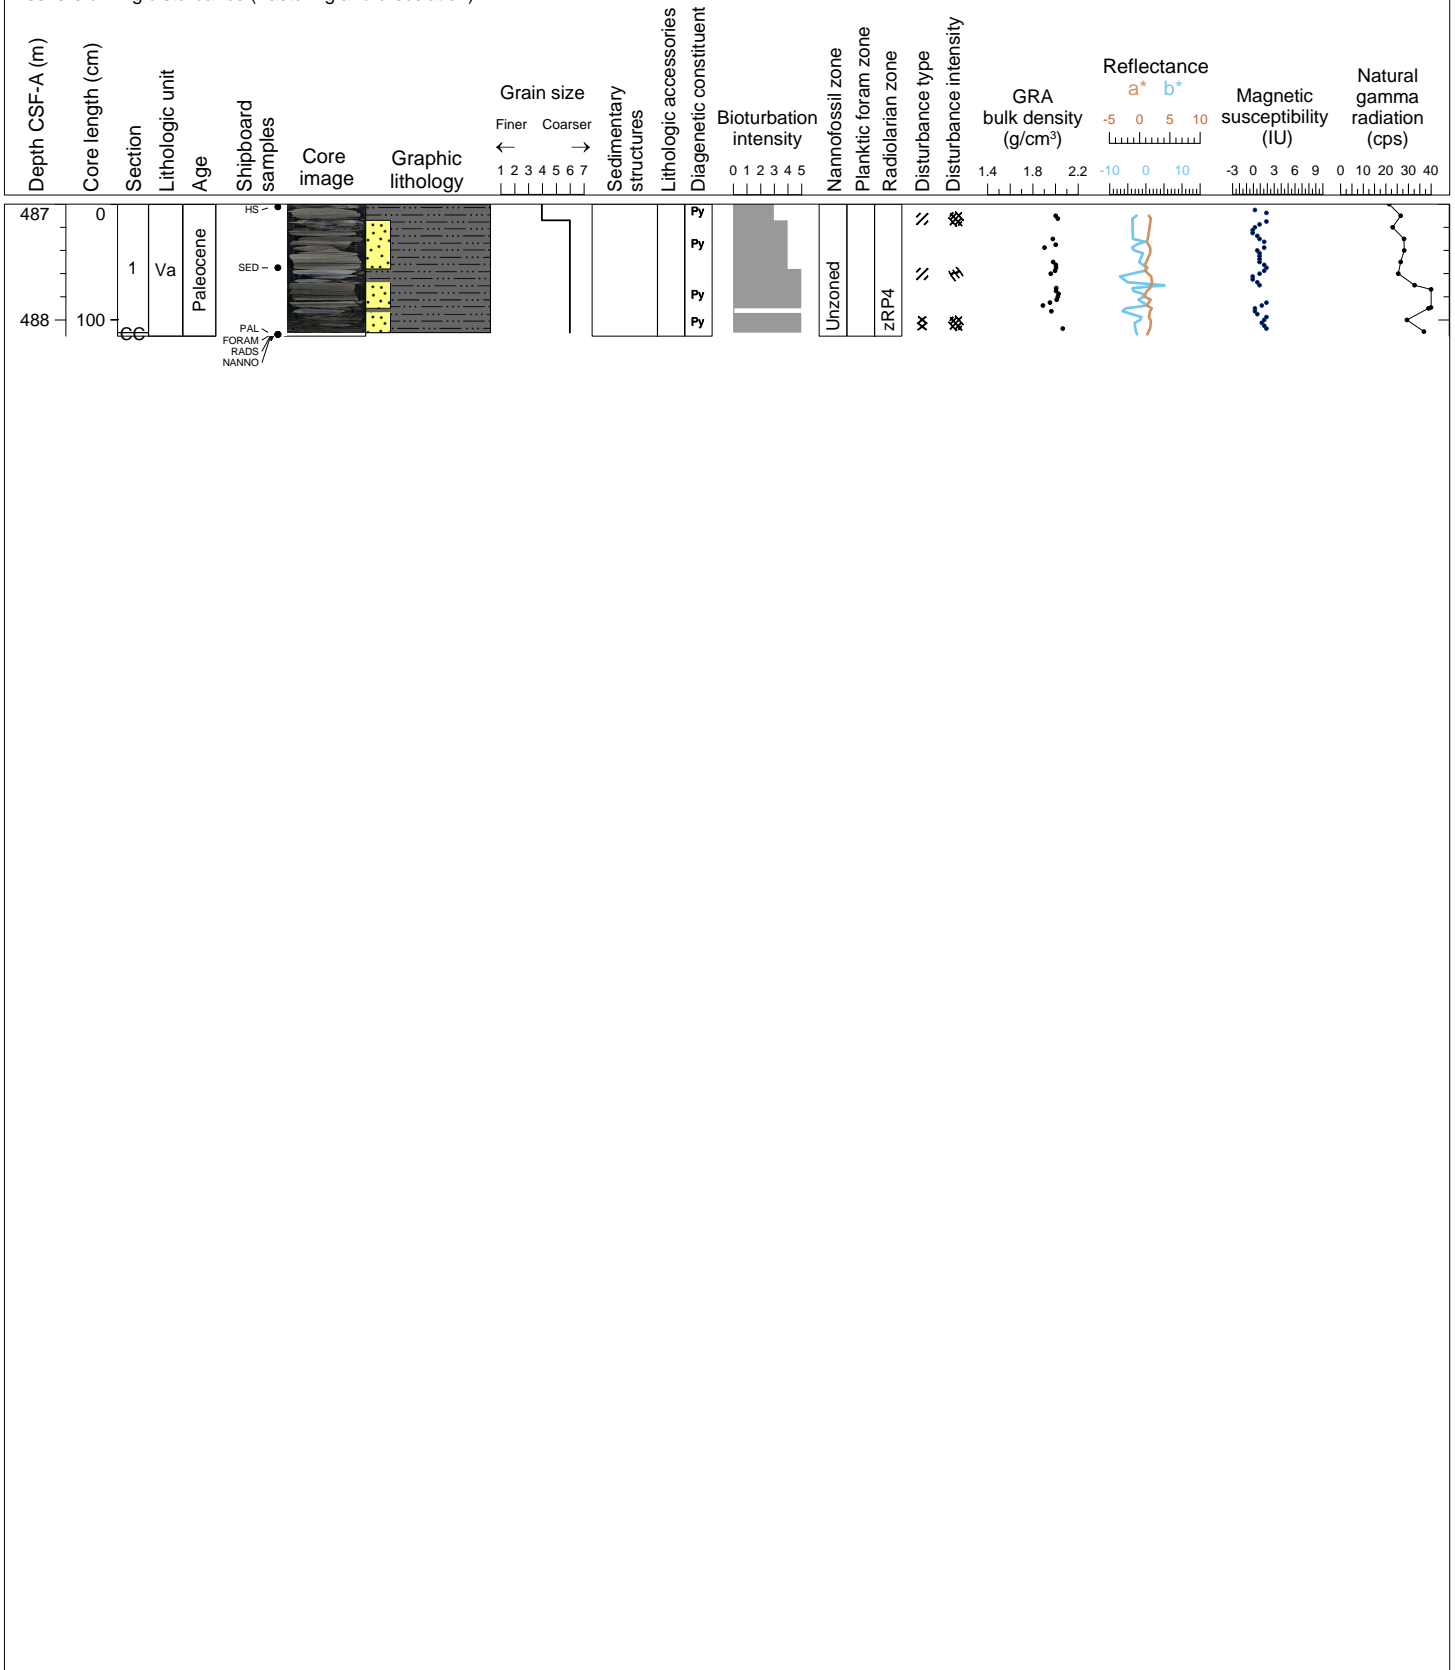 Depth CSF-A (m)
Core length (cm)
Section
Lithologic unit
Age
Shipboard
samples
Core
image
Graphic
lithology
Grain size
Finer Coarser
← →
1 2 3 4 5 6 7
Sedimentary
structures
Lithologic accessories
Diagenetic constituent
Bioturbation
intensity
0 1 2 3 4 5
Nannofossil zone
Planktic foram zone
Radiolarian zone
Disturbance type
Disturbance intensity
GRA
bulk density
(g/cm³)
1.4 1.8 2.2
Reflectance
a* b*
-5 0 5 10
-10 0 10
Magnetic
susceptibility
(IU)
-3 0 3 6 9
Natural
gamma
radiation
(cps)
0 10 20 30 40
487
488
0
100
1
CC
Va
Paleocene
HS
SED
PAL
FORAM
RADS
NANNO
Py
Py
Py
Py
Unzoned
zRP4